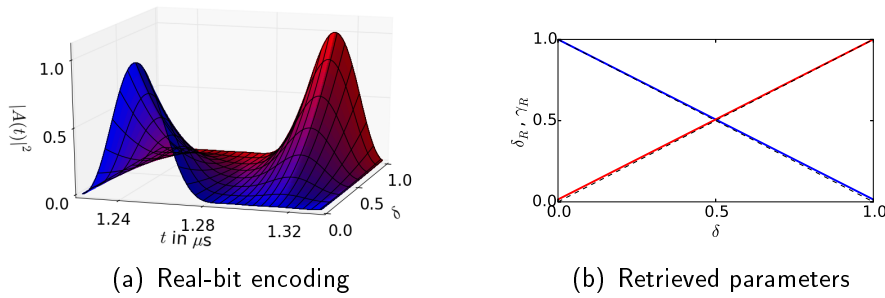 1.0
0.5
0.0
|A(t)|²
1.24
1.28
1.32
t in μs
0.0
0.5
1.0
δ
(a) Real-bit encoding
1.0
0.5
0.0
δ_R, γ_R
0.0
0.5
1.0
δ
(b) Retrieved parameters